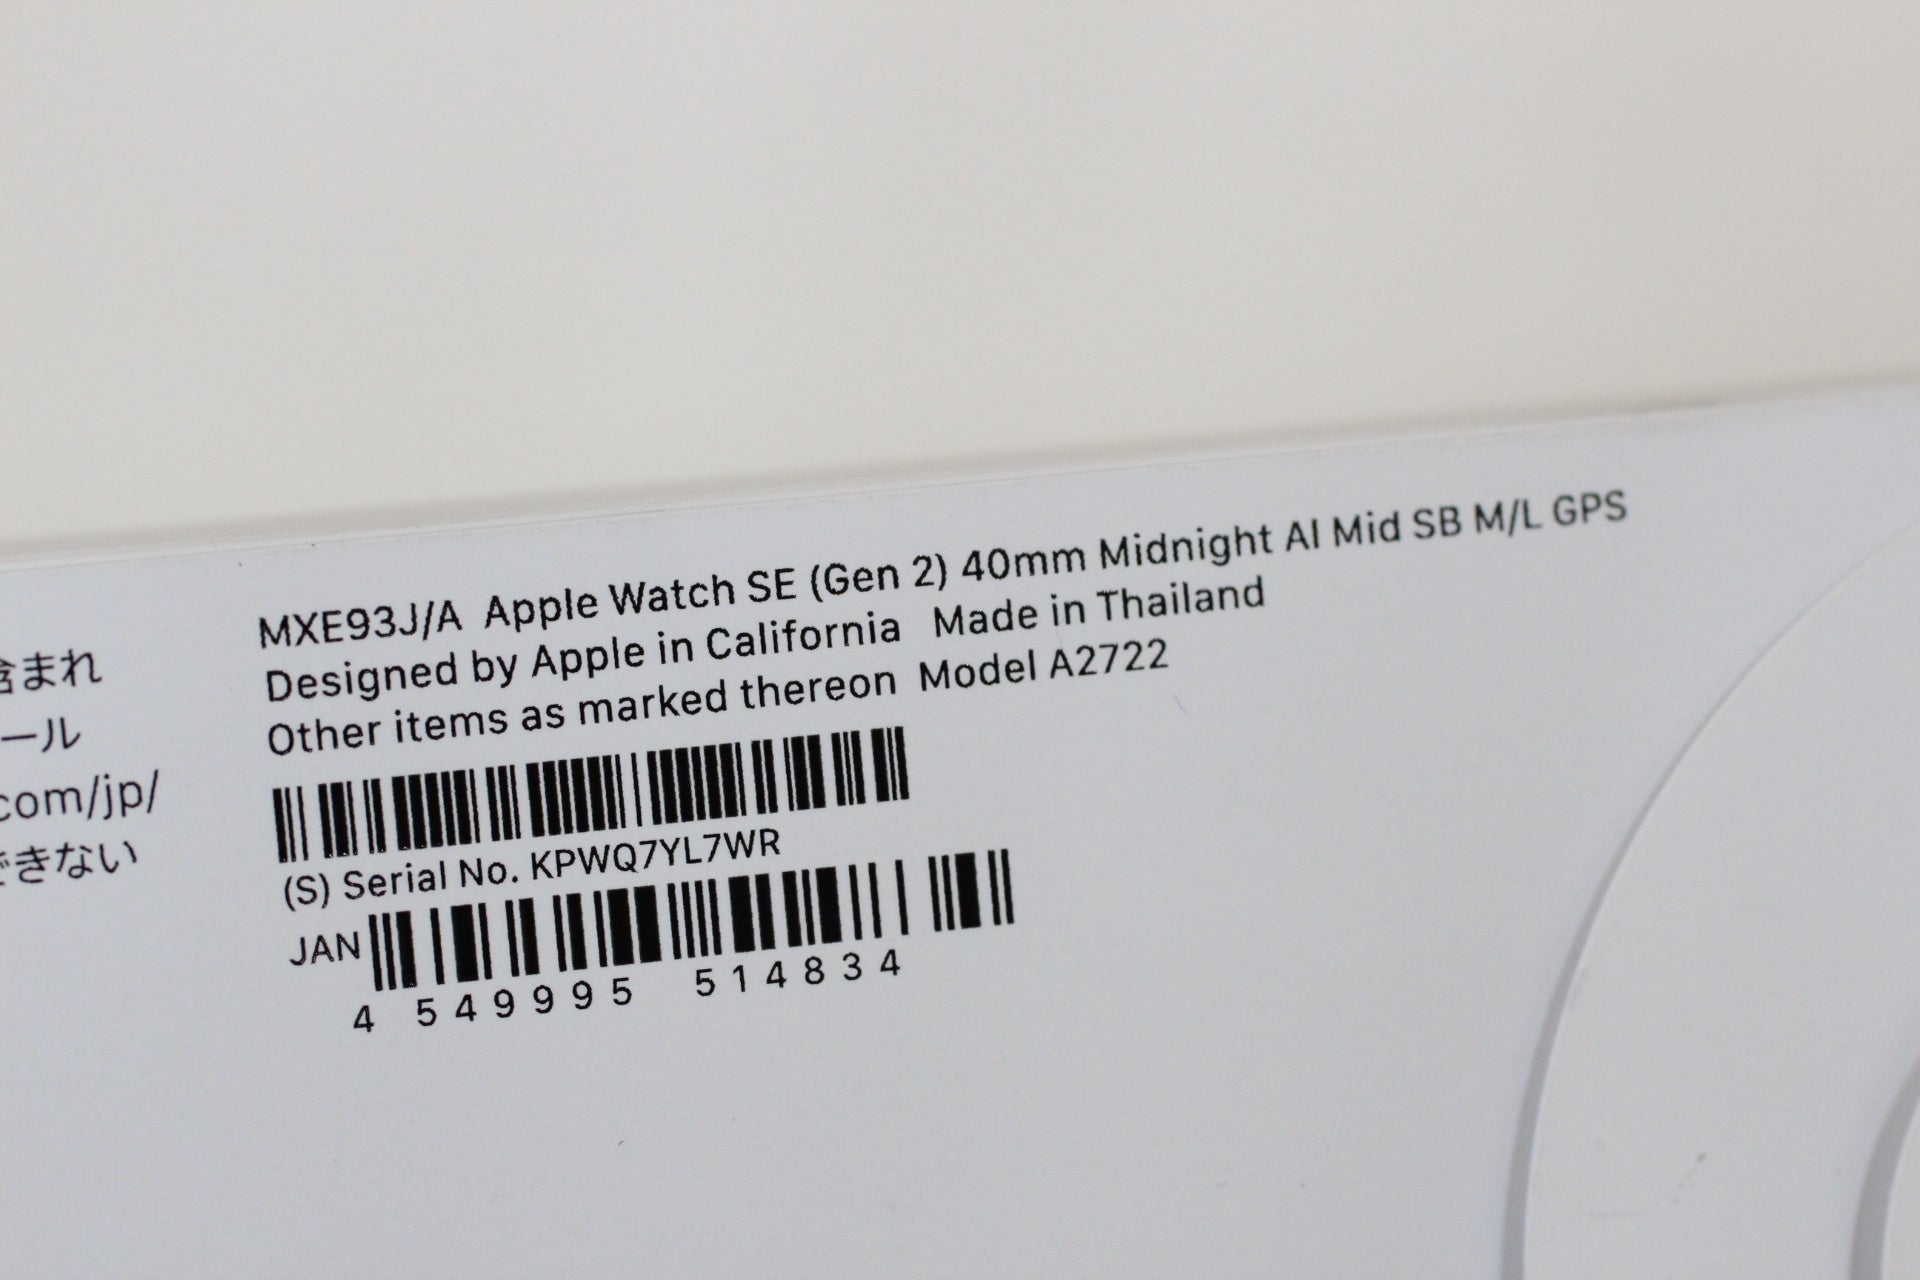 含まれ
ール
com/jp/
できない
MXE93J/A Apple Watch SE (Gen 2) 40mm Midnight Al Mid SB M/L GPS
Designed by Apple in California Made in Thailand
Other items as marked thereon Model A2722
(S) Serial No. KPWQ7YL7WR
JAN
4 549995 514834